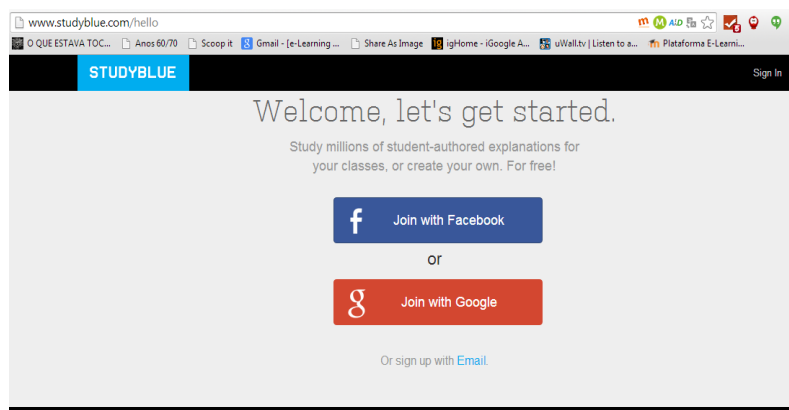 www.studyblue.com/hello
O QUE ESTAVA TOC... Anos 60/70 Scoop it Gmail - [e-Learning ... Share As Image igHome - iGoogle A... uWall.tv | Listen to a... Plataforma E-Learni...
STUDYBLUE Sign In
Welcome, let's get started.
Study millions of student-authored explanations for
your classes, or create your own. For free!
f Join with Facebook
or
g Join with Google
Or sign up with Email.